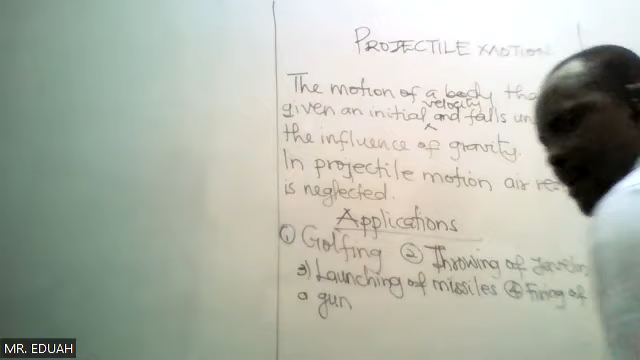 PROJECTILE MOTION
The motion of a body tha
velocity
given an initial and falls un
the influence of gravity.
In projectile motion air re
is neglected.
Applications
① Golfing ② Throwing of
3) Launching of missiles ④ Firing of
a gun
MR. EDUAH